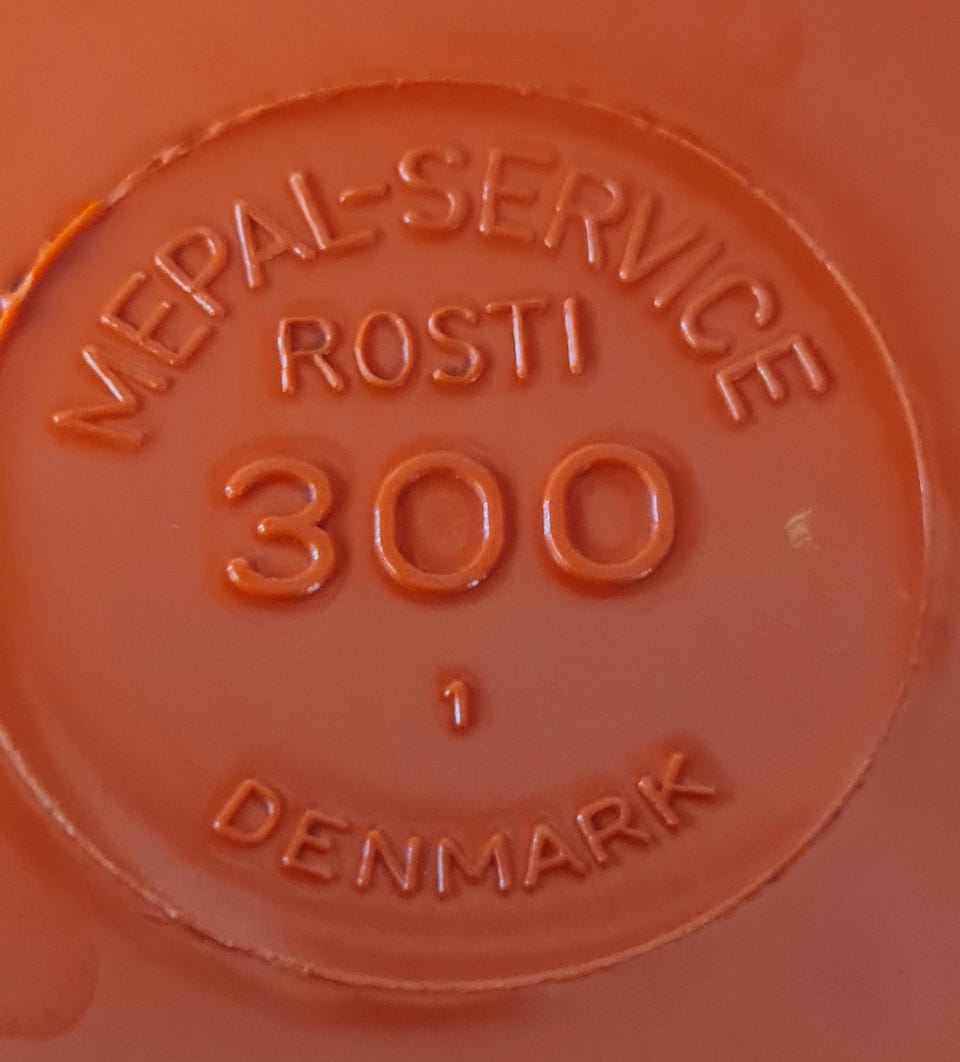 MEPAL-SERVICE
ROSTI
300
1
DENMARK